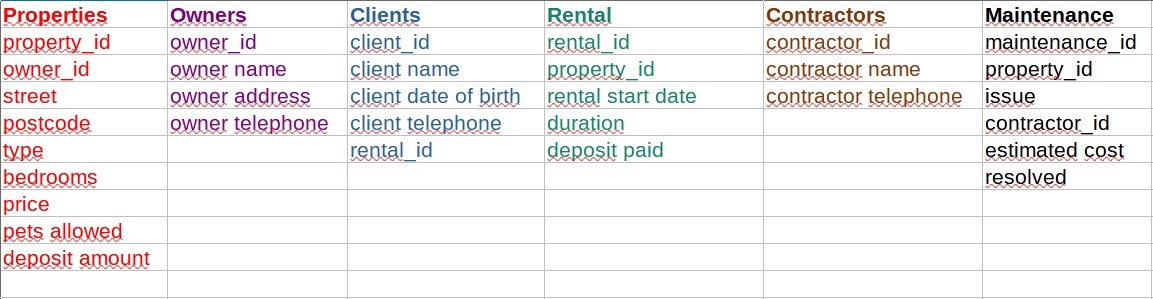 Properties Owners Clients Rental Contractors Maintenance
property_id owner_id client_id rental_id contractor_id maintenance_id
owner_id owner name client name property_id contractor name property_id
street owner address client date of birth rental start date contractor telephone issue
postcode owner telephone client telephone duration contractor_id
type rental_id deposit paid estimated cost
bedrooms resolved
price
pets allowed
deposit amount